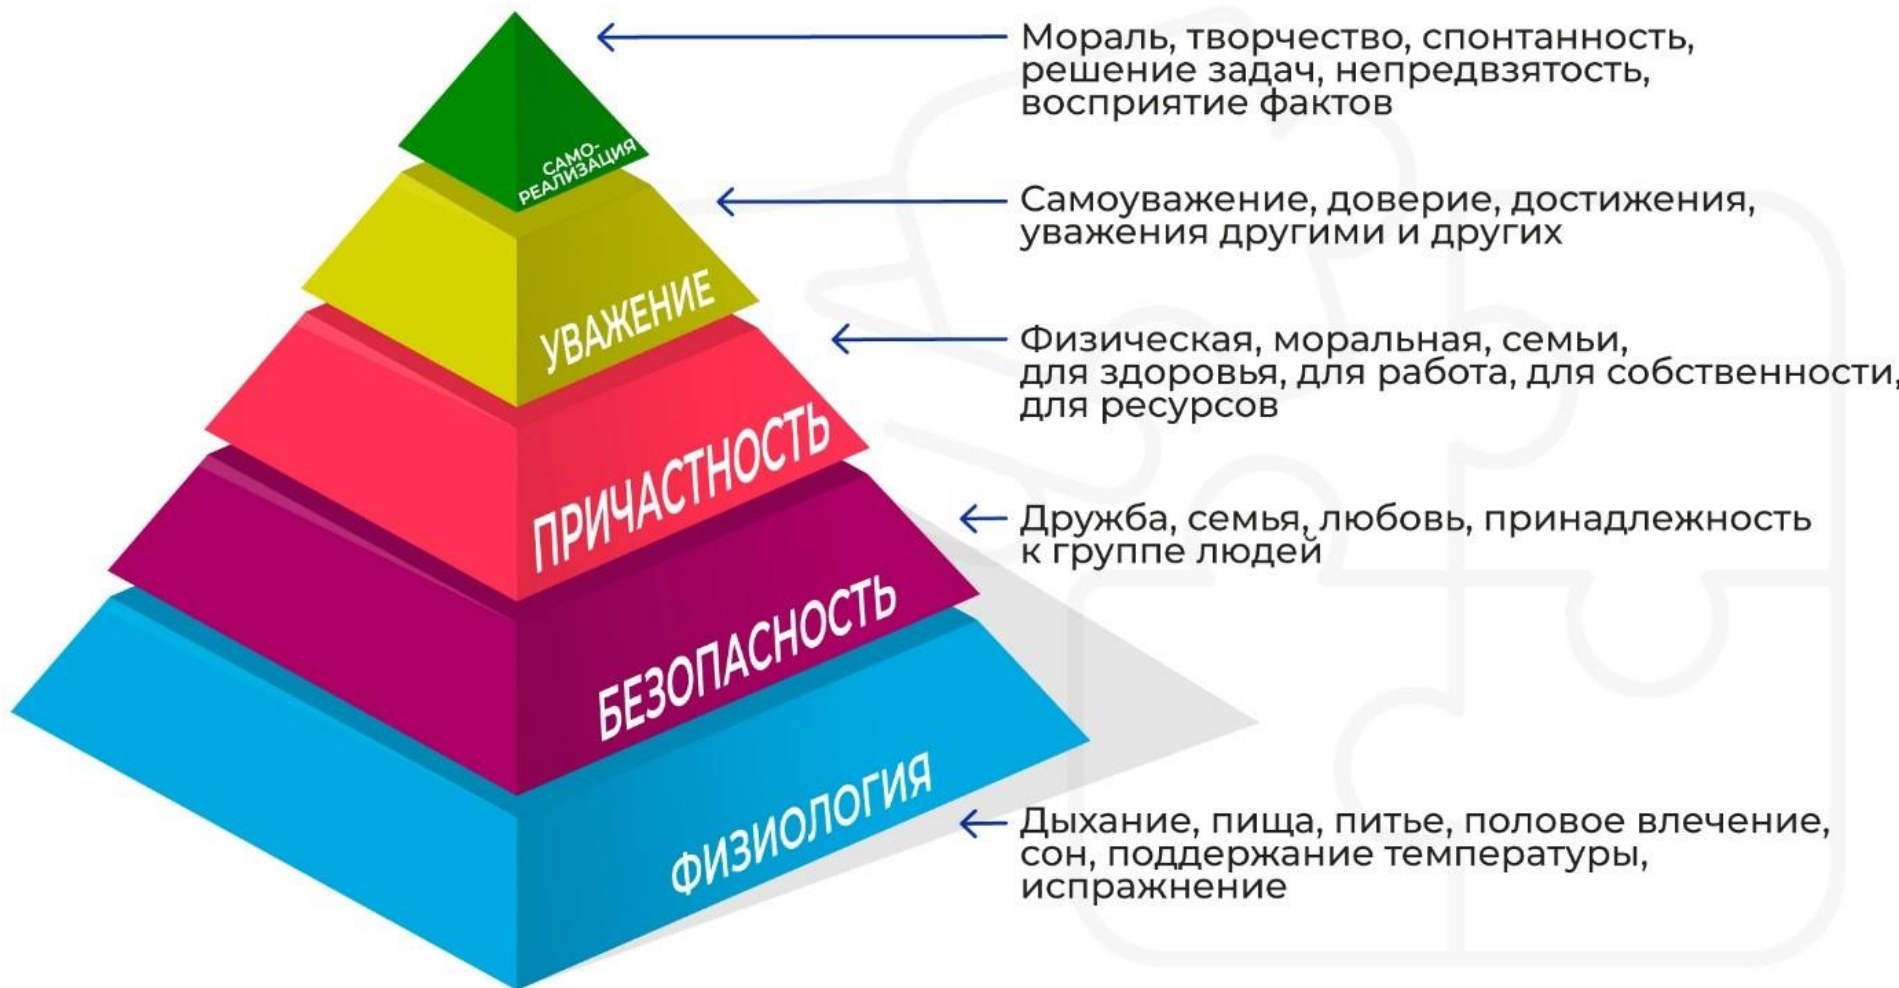 Мораль, творчество, спонтанность,
решение задач, непредвзятость,
восприятие фактов
САМО-
РЕАЛИЗАЦИЯ
Самоуважение, доверие, достижения,
уважения другими и других
УВАЖЕНИЕ
Физическая, моральная, семьи,
для здоровья, для работа, для собственности,
для ресурсов
ПРИЧАСТНОСТЬ
Дружба, семья, любовь, принадлежность
к группе людей
БЕЗОПАСНОСТЬ
Дыхание, пища, питье, половое влечение,
сон, поддержание температуры,
испражнение
ФИЗИОЛОГИЯ